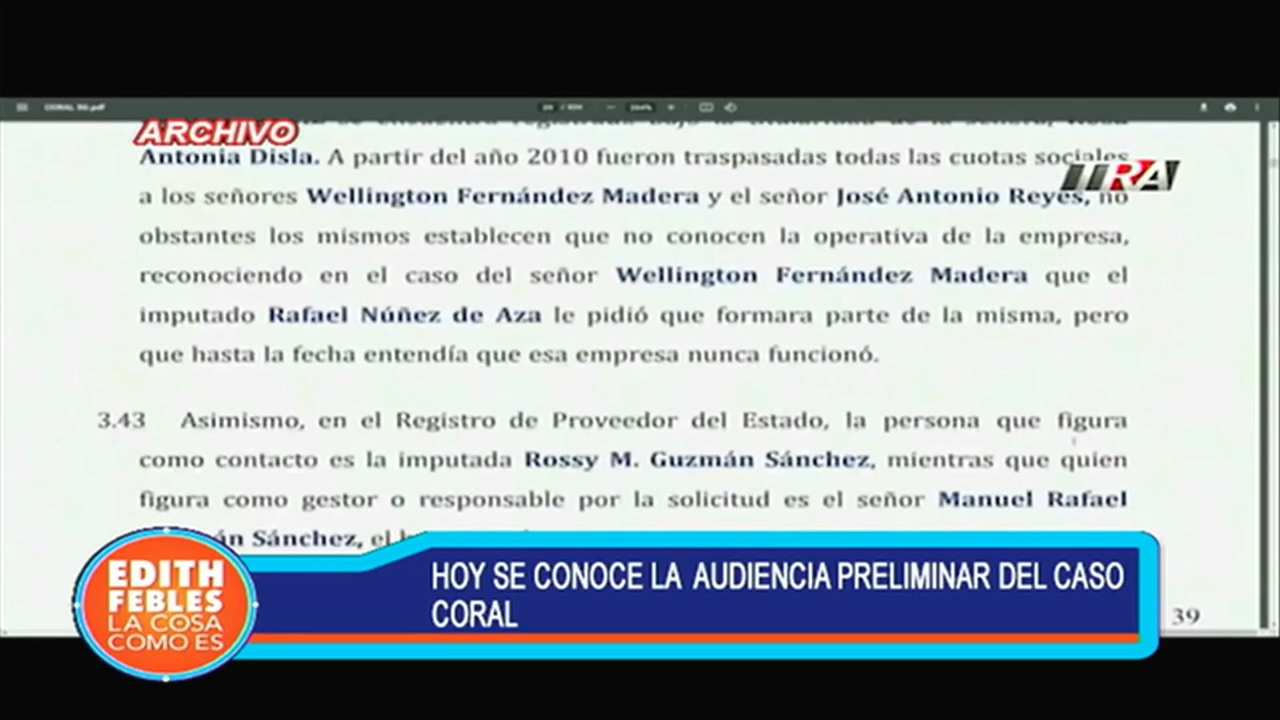 CORAL 5G.pdf
ARCHIVO
TRA
Antonia Disla. A partir del año 2010 fueron traspasadas todas las cuotas sociales
a los señores Wellington Fernández Madera y el señor José Antonio Reyes, no
obstantes los mismos establecen que no conocen la operativa de la empresa,
reconociendo en el caso del señor Wellington Fernández Madera que el
imputado Rafael Núñez de Aza le pidió que formara parte de la misma, pero
que hasta la fecha entendía que esa empresa nunca funcionó.
3.43 Asimismo, en el Registro de Proveedor del Estado, la persona que figura
como contacto es la imputada Rossy M. Guzmán Sánchez, mientras que quien
figura como gestor o responsable por la solicitud es el señor Manuel Rafael
Sánchez, el
EDITH
FEBLES
LA COSA
COMO ES
HOY SE CONOCE LA AUDIENCIA PRELIMINAR DEL CASO
CORAL
39